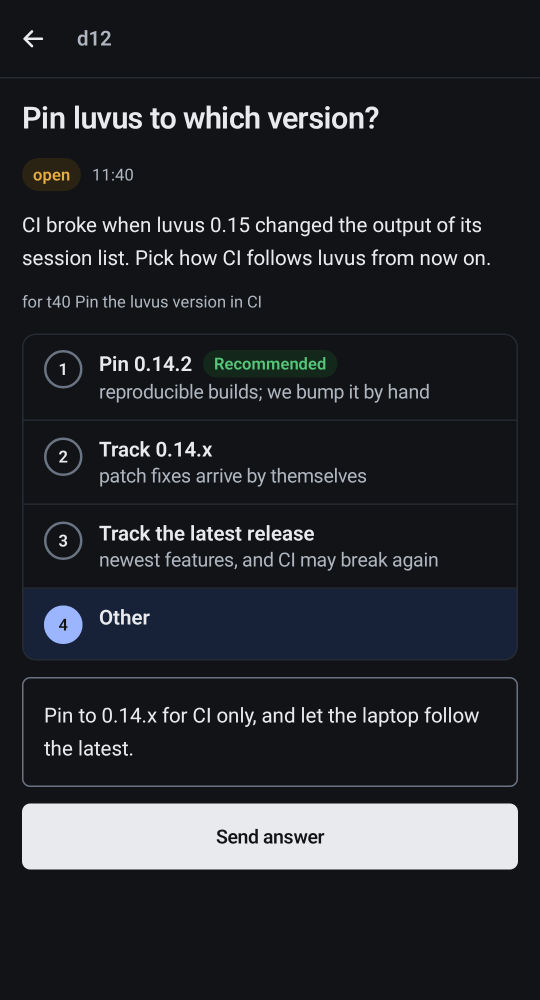 d12
Pin luvus to which version?
open 11:40
CI broke when luvus 0.15 changed the output of its
session list. Pick how CI follows luvus from now on.
for t40 Pin the luvus version in CI
1 Pin 0.14.2 Recommended
reproducible builds; we bump it by hand
2 Track 0.14.x
patch fixes arrive by themselves
3 Track the latest release
newest features, and CI may break again
4 Other
Pin to 0.14.x for CI only, and let the laptop follow
the latest.
Send answer